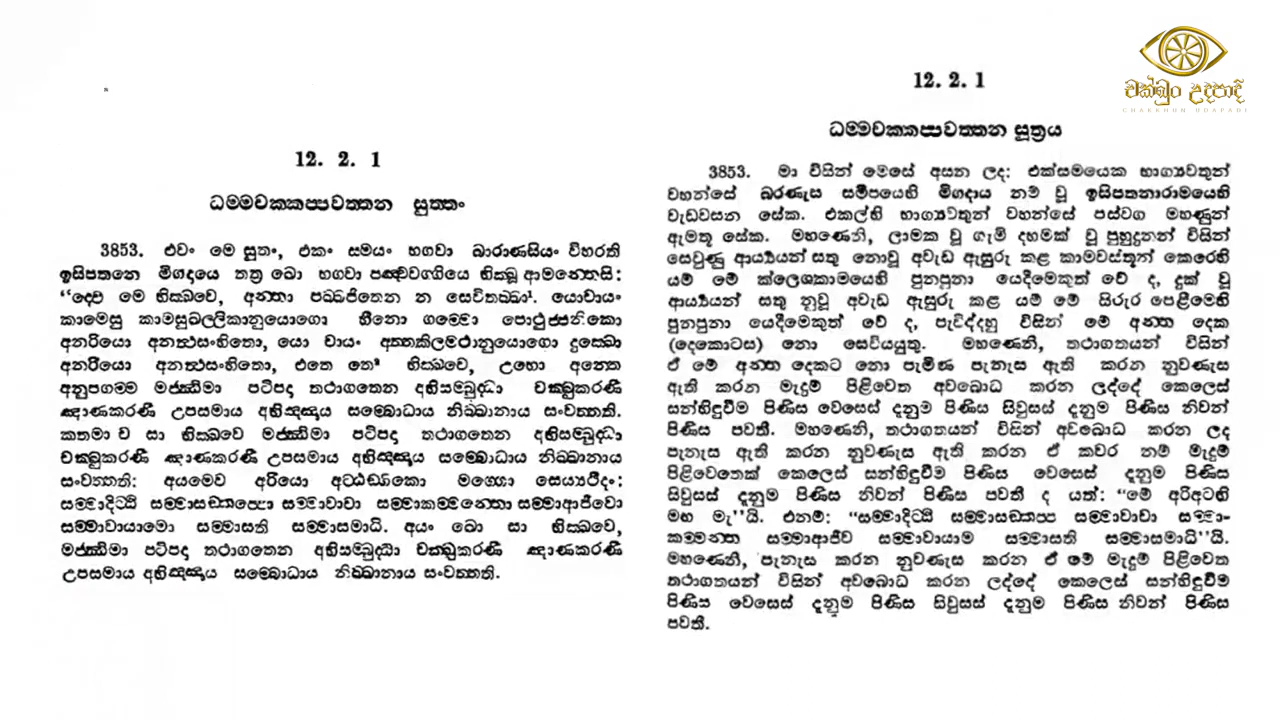 12. 2. 1
ධම්මචක්කප්පවත්තන සුත්තං
3853. එවං මෙ සුතං, එකං සමයං භගවා බාරාණසියං විහරති
ඉසිපතනෙ මිගදායෙ තත්‍ර ඛො භගවා පඤ්චවග්ගියෙ භික්ඛූ ආමන්තෙසි:
“ද්වෙ මෙ භික්ඛවෙ, අන්තා පබ්බජිතෙන න සෙවිතබ්බා¹. යොචායං
කාමෙසු කාමසුඛල්ලිකානුයොගො හීනො ගම්මො පොථුජ්ජනිකො
අනරියො අනත්‍ථසංහිතො, යො චායං අත්තකිලමථානුයොගො දුක්ඛො
අනරියො අනත්‍ථසංහිතො, එතෙ තෙ² භික්ඛවෙ, උභො අන්තෙ
අනුපගම්ම මජ්ඣිමා පටිපදා තථාගතෙන අභිසම්බුද්ධා චක්ඛුකරණී
ඤාණකරණී උපසමාය අභිඤ්ඤාය සම්බොධාය නිබ්බානාය සංවත්තති.
කතමා ච සා භික්ඛවෙ මජ්ඣිමා පටිපදා තථාගතෙන අභිසම්බුද්ධා
චක්ඛුකරණී ඤාණකරණී උපසමාය අභිඤ්ඤාය සම්බොධාය නිබ්බානාය
සංවත්තති: අයමෙව අරියො අට්ඨඞ්ගිකො මග්ගො සෙය්‍යථීදං:
සම්මාදිට්ඨි සම්මාසඞ්කප්පො සම්මාවාචා සම්මාකම්මන්තො සම්මාආජීවො
සම්මාවායාමො සම්මාසති සම්මාසමාධි. අයං ඛො සා භික්ඛවෙ,
මජ්ඣිමා පටිපදා තථාගතෙන අභිසම්බුද්ධා චක්ඛුකරණී ඤාණකරණී
උපසමාය අභිඤ්ඤාය සම්බොධාය නිබ්බානාය සංවත්තති.
12. 2. 1
ධම්මචක්කප්පවත්තන සූත්‍රය
3853. මා විසින් මෙසේ අසන ලද: එක්සමයෙක භාග්‍යවතුන්
වහන්සේ බරණැස සමීපයෙහි මිගදාය නම් වූ ඉසිපතනාරාමයෙහි
වැඩවසන සේක. එකල්හි භාග්‍යවතුන් වහන්සේ පස්වග මහණුන්
ඇමතූ සේක. මහණෙනි, ලාමක වූ ගැමි දහමක් වූ පුහුදුනන් විසින්
සෙවුණු ආර්‍ය්‍යයන් සතු නොවූ අවැඩ ඇසුරු කළ කාමවස්තූන් කෙරෙහි
යම් මේ ක්ලෙශකාමයෙහි පුනපුනා යෙදීමෙකුත් වේ ද, දුක් වූ
ආර්‍ය්‍යයන් සතු නුවූ අවැඩ ඇසුරු කළ යම් මේ සිරුර පෙළීමෙහි
පුනපුනා යෙදීමෙකුත් වේ ද, පැවිද්දහු විසින් මේ අන්ත දෙක
(දෙකොටස) නො සෙවියයුතු. මහණෙනි, තථාගතයන් විසින්
ඒ මේ අන්ත දෙකට නො පැමිණ පැනැස ඇති කරන නුවණැස
ඇති කරන මැදුම් පිළිවෙත අවබොධ කරන ලද්දේ කෙලෙස්
සන්හිඳුවීම පිණිස වෙසෙස් දැනුම පිණිස සිවුසස් දැනුම පිණිස නිවන්
පිණිස පවතී. මහණෙනි, තථාගතයන් විසින් අවබොධ කරන ලද
පැනැස ඇති කරන නුවණැස ඇති කරන ඒ කවර නම් මැදුම්
පිළිවෙතෙක් කෙලෙස් සන්හිඳුවීම පිණිස වෙසෙස් දැනුම පිණිස
සිවුසස් දැනුම පිණිස නිවන් පිණිස පවතී ද යත්: “මේ අරිඅටඟි
මඟ මැ”යි. එනම්: “සම්මාදිට්ඨි සම්මාසඞ්කප්ප සම්මාවාචා සම්මා-
කම්මන්ත සම්මාආජීව සම්මාවායාම සම්මාසති සම්මාසමාධි”යි.
මහණෙනි, පැනැස කරන නුවණැස කරන ඒ මේ මැදුම් පිළිවෙත
තථාගතයන් විසින් අවබොධ කරන ලද්දේ කෙලෙස් සන්හිඳුවීම
පිණිස වෙසෙස් දැනුම පිණිස සිවුසස් දැනුම පිණිස නිවන් පිණිස
පවතී.
චක්ඛුං උදපාදි
CHAKKHUN UDAPADI